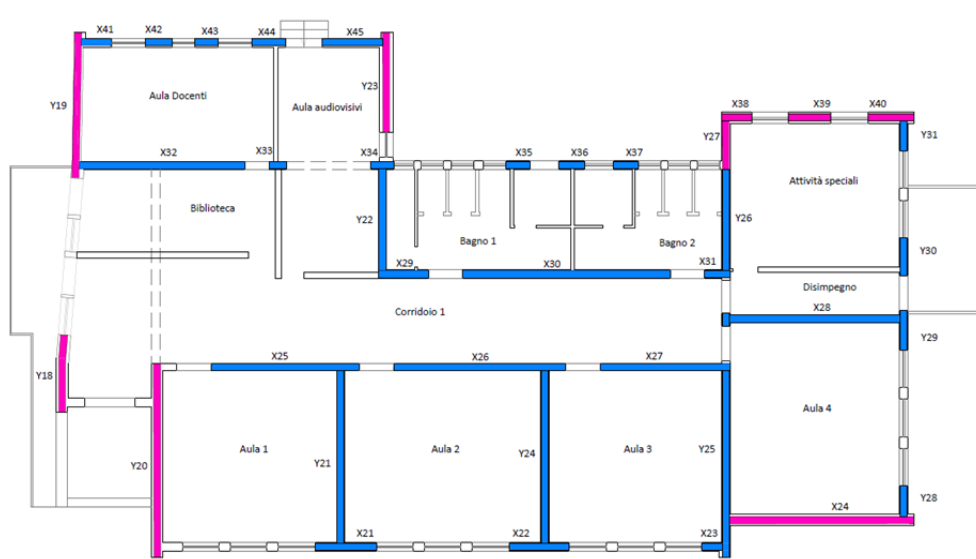 X41 X42 X43 X44 X45
Aula Docenti
Y19
Y23
Aula audiovisivi
X38 X39 X40
Y27
Y31
X32 X33 X34
X35 X36 X37
Attività speciali
Biblioteca
Y22
Y26
Bagno 1
Bagno 2
X29 X30 X31
Y30
Disimpegno
X28
Corridoio 1
Y29
X25 X26 X27
Y18
Aula 4
Aula 1
Aula 2
Aula 3
Y20
Y21
Y24
Y25
X24
Y28
X21 X22 X23